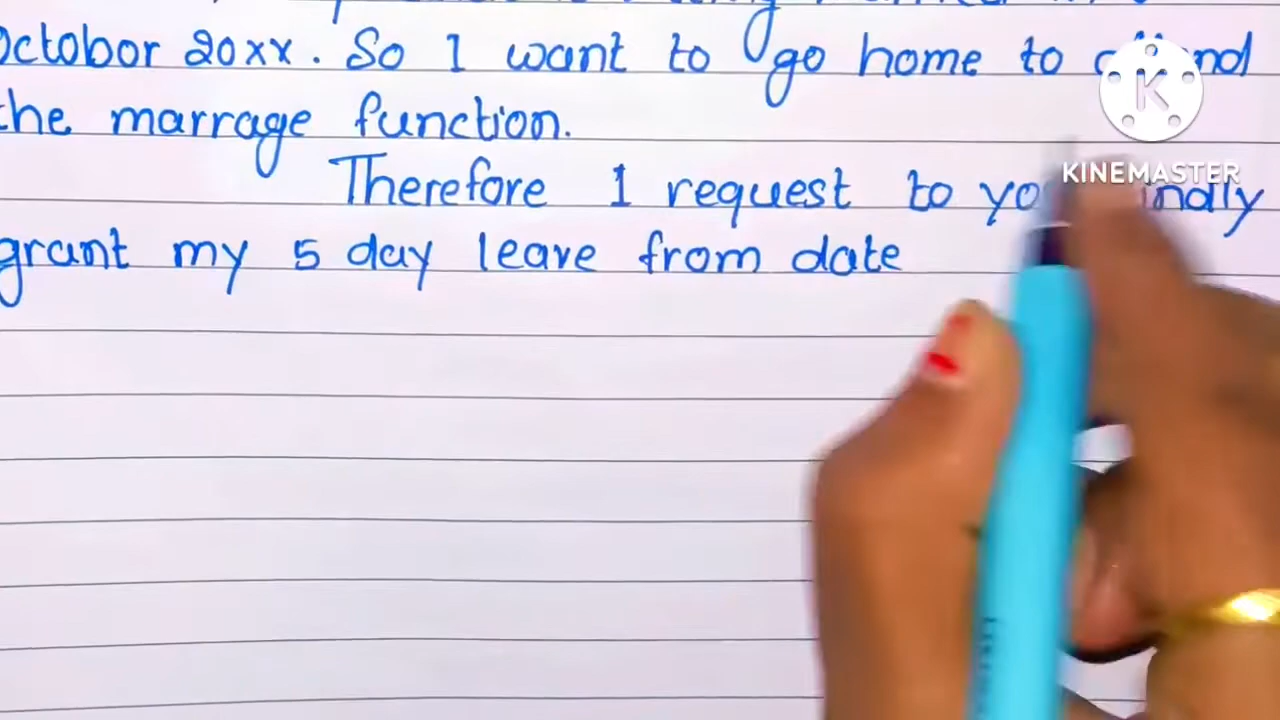 octobor 20xx. So I want to go home to
the marrage function.
Therefore I request to
grant my 5 day leave from date
K
KINEMASTER